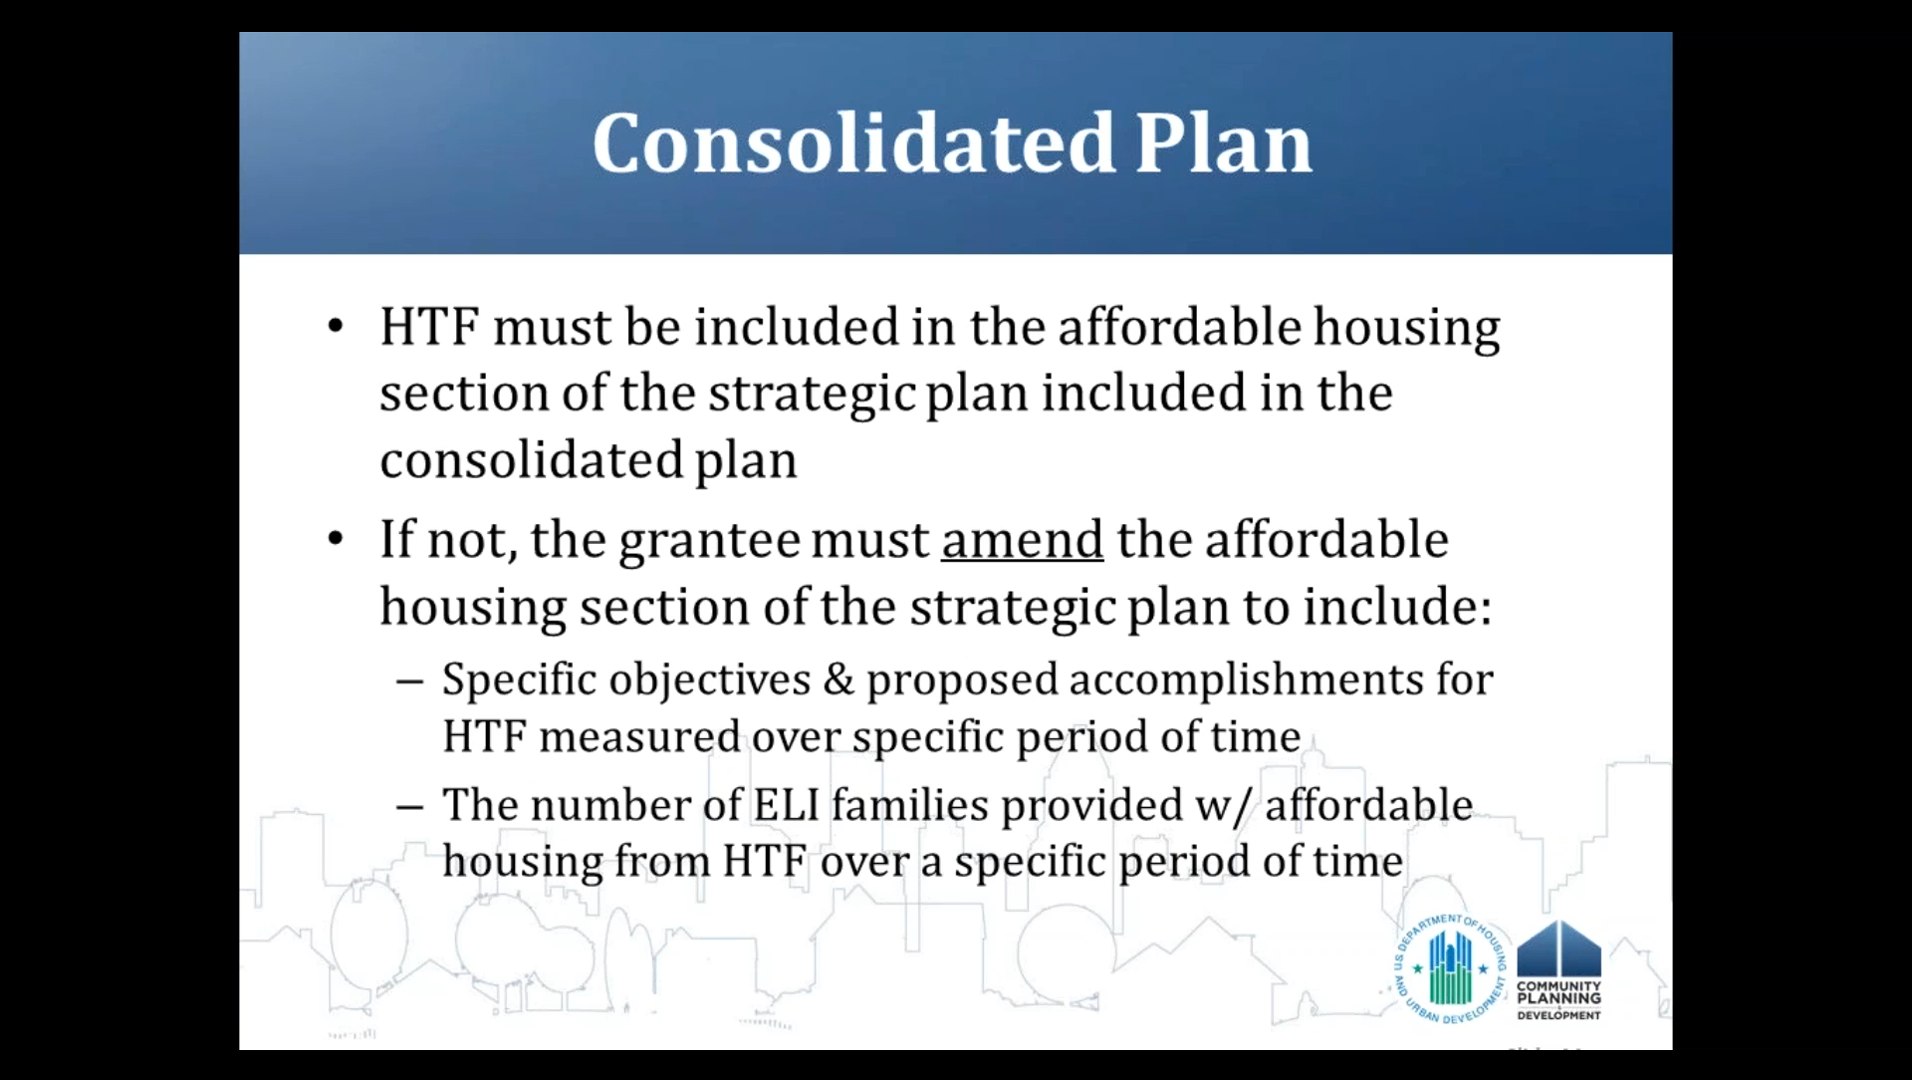 Consolidated Plan
• HTF must be included in the affordable housing
section of the strategic plan included in the
consolidated plan
• If not, the grantee must amend the affordable
housing section of the strategic plan to include:
– Specific objectives & proposed accomplishments for
HTF measured over specific period of time
– The number of ELI families provided w/ affordable
housing from HTF over a specific period of time
U.S. DEPARTMENT OF HOUSING
AND URBAN DEVELOPMENT
COMMUNITY
PLANNING
DEVELOPMENT